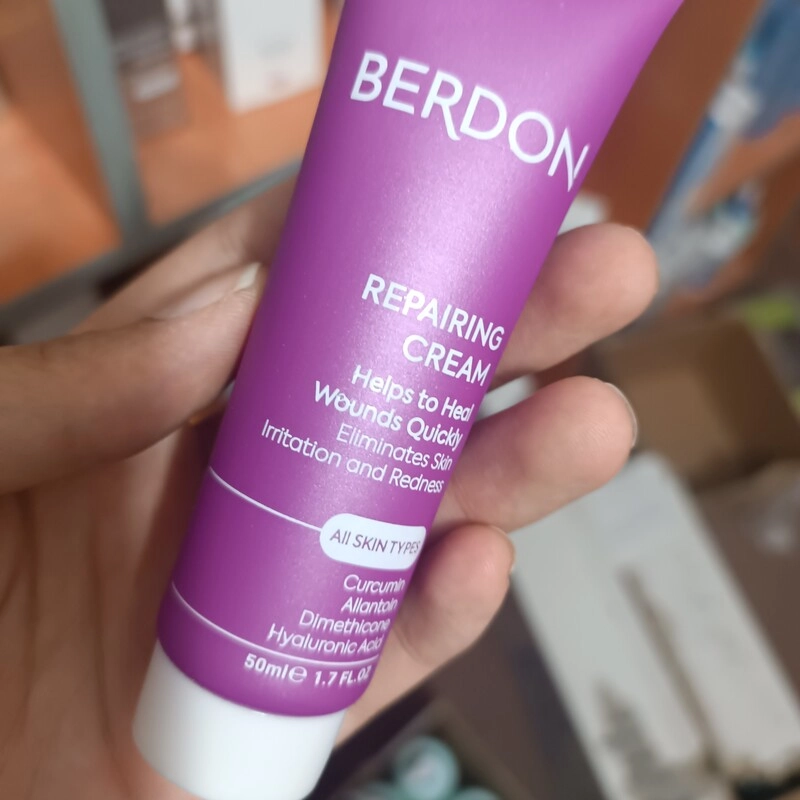 BERDON
REPAIRING
CREAM
Helps to Heal
Wounds Quickly
Eliminates Skin
Irritation and Redness
All SKIN TYPES
Curcumin
Allantoin
Dimethicone
Hyaluronic Acid
50ml℮ 1.7 FL.OZ